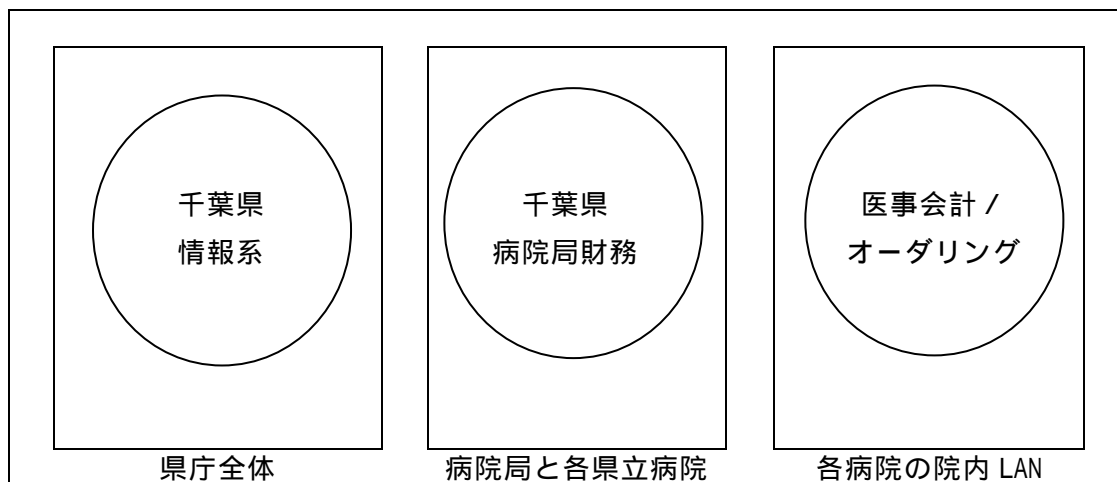 千葉県
情報系
千葉県
病院局財務
医事会計 /
オーダリング
県庁全体
病院局と各県立病院
各病院の院内 LAN